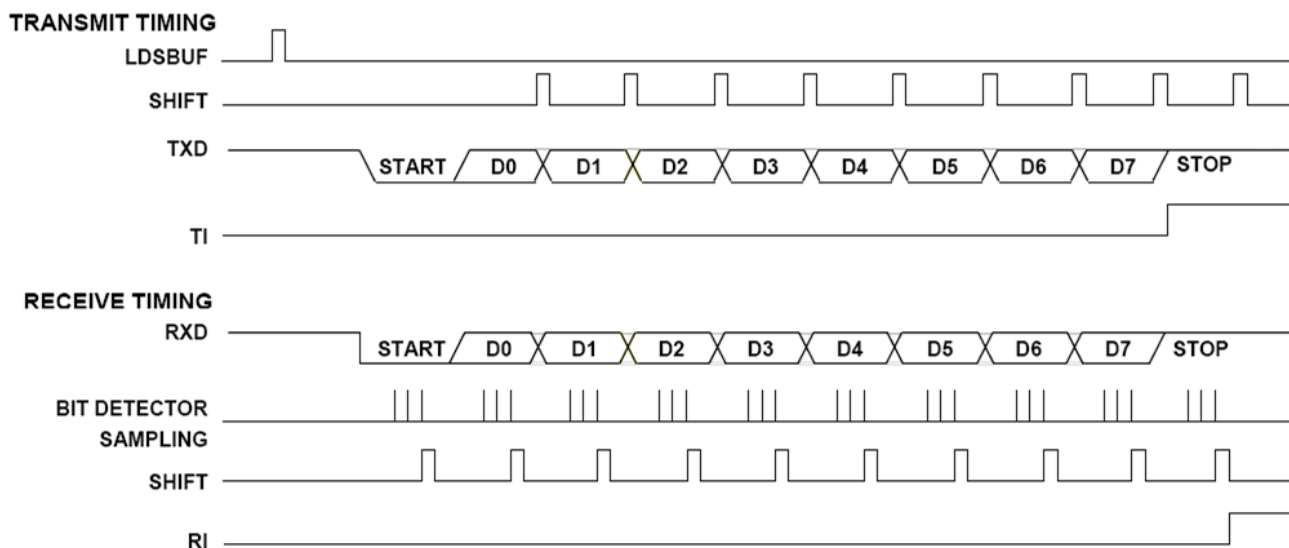 TRANSMIT TIMING
LDSBUF
SHIFT
TXD START D0 D1 D2 D3 D4 D5 D6 D7 STOP
TI
RECEIVE TIMING
RXD START D0 D1 D2 D3 D4 D5 D6 D7 STOP
BIT DETECTOR
SAMPLING
SHIFT
RI